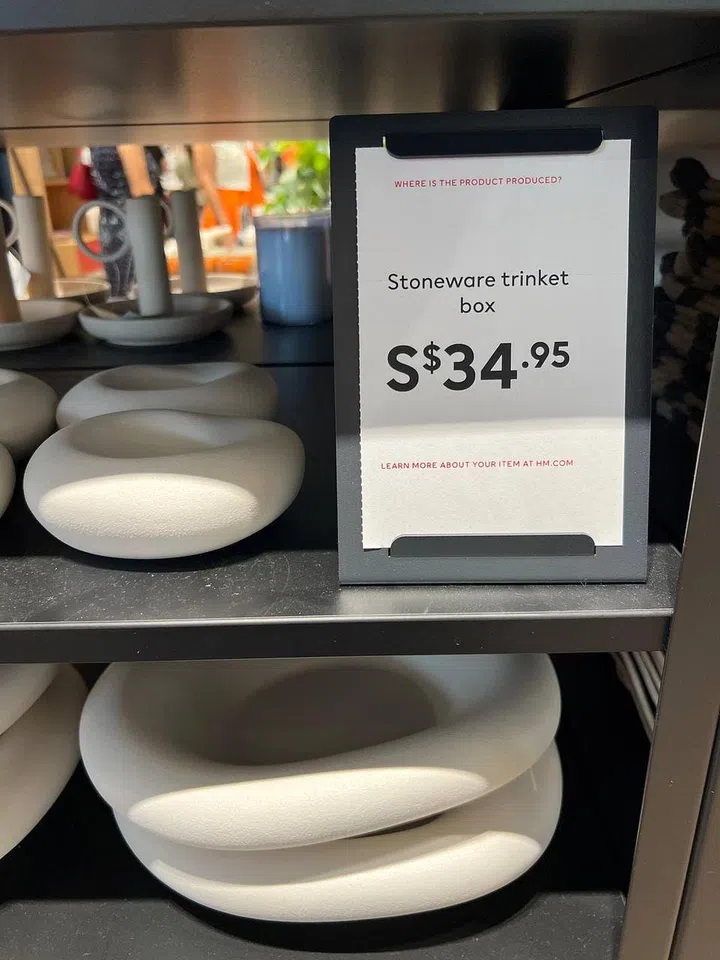 WHERE IS THE PRODUCT PRODUCED?
Stoneware trinket
box
S$34.95
LEARN MORE ABOUT YOUR ITEM AT HM.COM